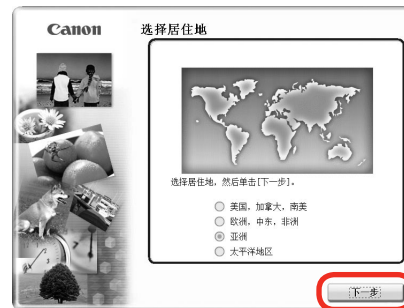 Canon
选择居住地
选择居住地，然后单击[下一步]。
美国，加拿大，南美
欧洲，中东，非洲
亚洲
太平洋地区
下一步